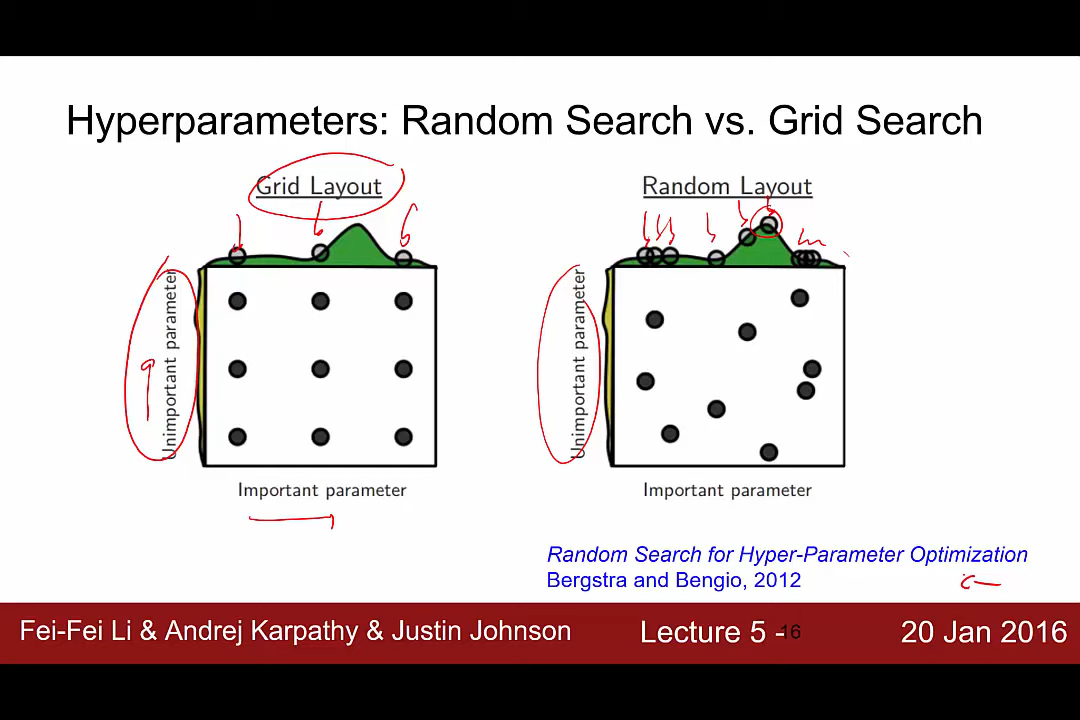 Hyperparameters: Random Search vs. Grid Search
Grid Layout
Unimportant parameter
Important parameter
Random Layout
Unimportant parameter
Important parameter
Random Search for Hyper-Parameter Optimization
Bergstra and Bengio, 2012
Fei-Fei Li & Andrej Karpathy & Justin Johnson
Lecture 5 - 16
20 Jan 2016